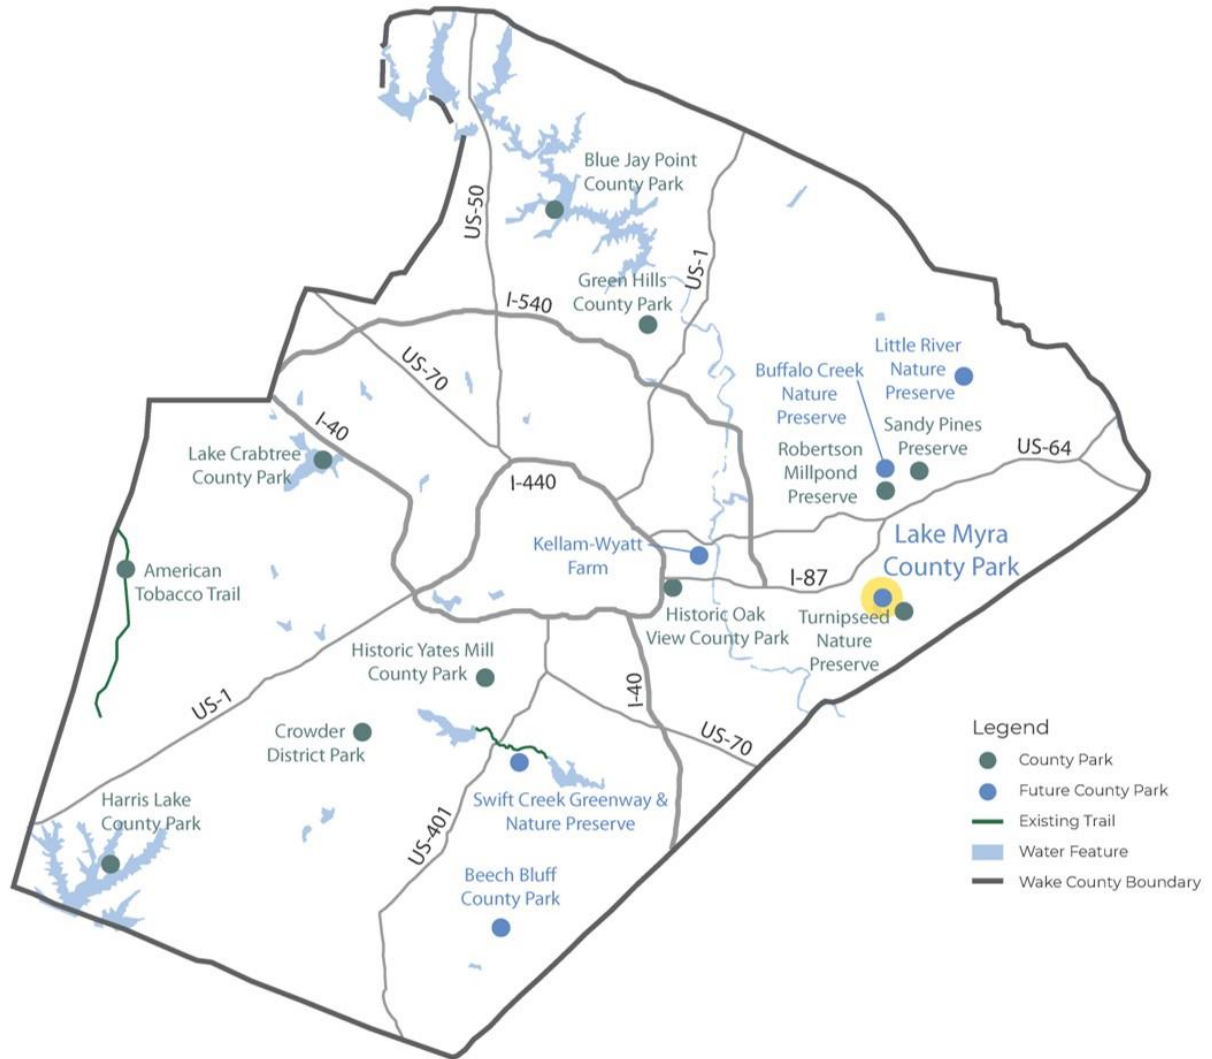 Blue Jay Point
County Park
US-50
US-1
Green Hills
County Park
I-540
US-70
Little River
Nature
Preserve
Buffalo Creek
Nature
Preserve
Sandy Pines
Preserve
I-40
Lake Crabtree
County Park
Robertson
Millpond
Preserve
US-64
I-440
Kellam-Wyatt
Farm
Lake Myra
County Park
American
Tobacco Trail
I-87
Historic Oak
View County Park
Turnipseed
Nature
Preserve
Historic Yates Mill
County Park
US-1
I-40
Crowder
District Park
US-70
Harris Lake
County Park
Swift Creek Greenway &
Nature Preserve
US-401
Beech Bluff
County Park
Legend
County Park
Future County Park
Existing Trail
Water Feature
Wake County Boundary